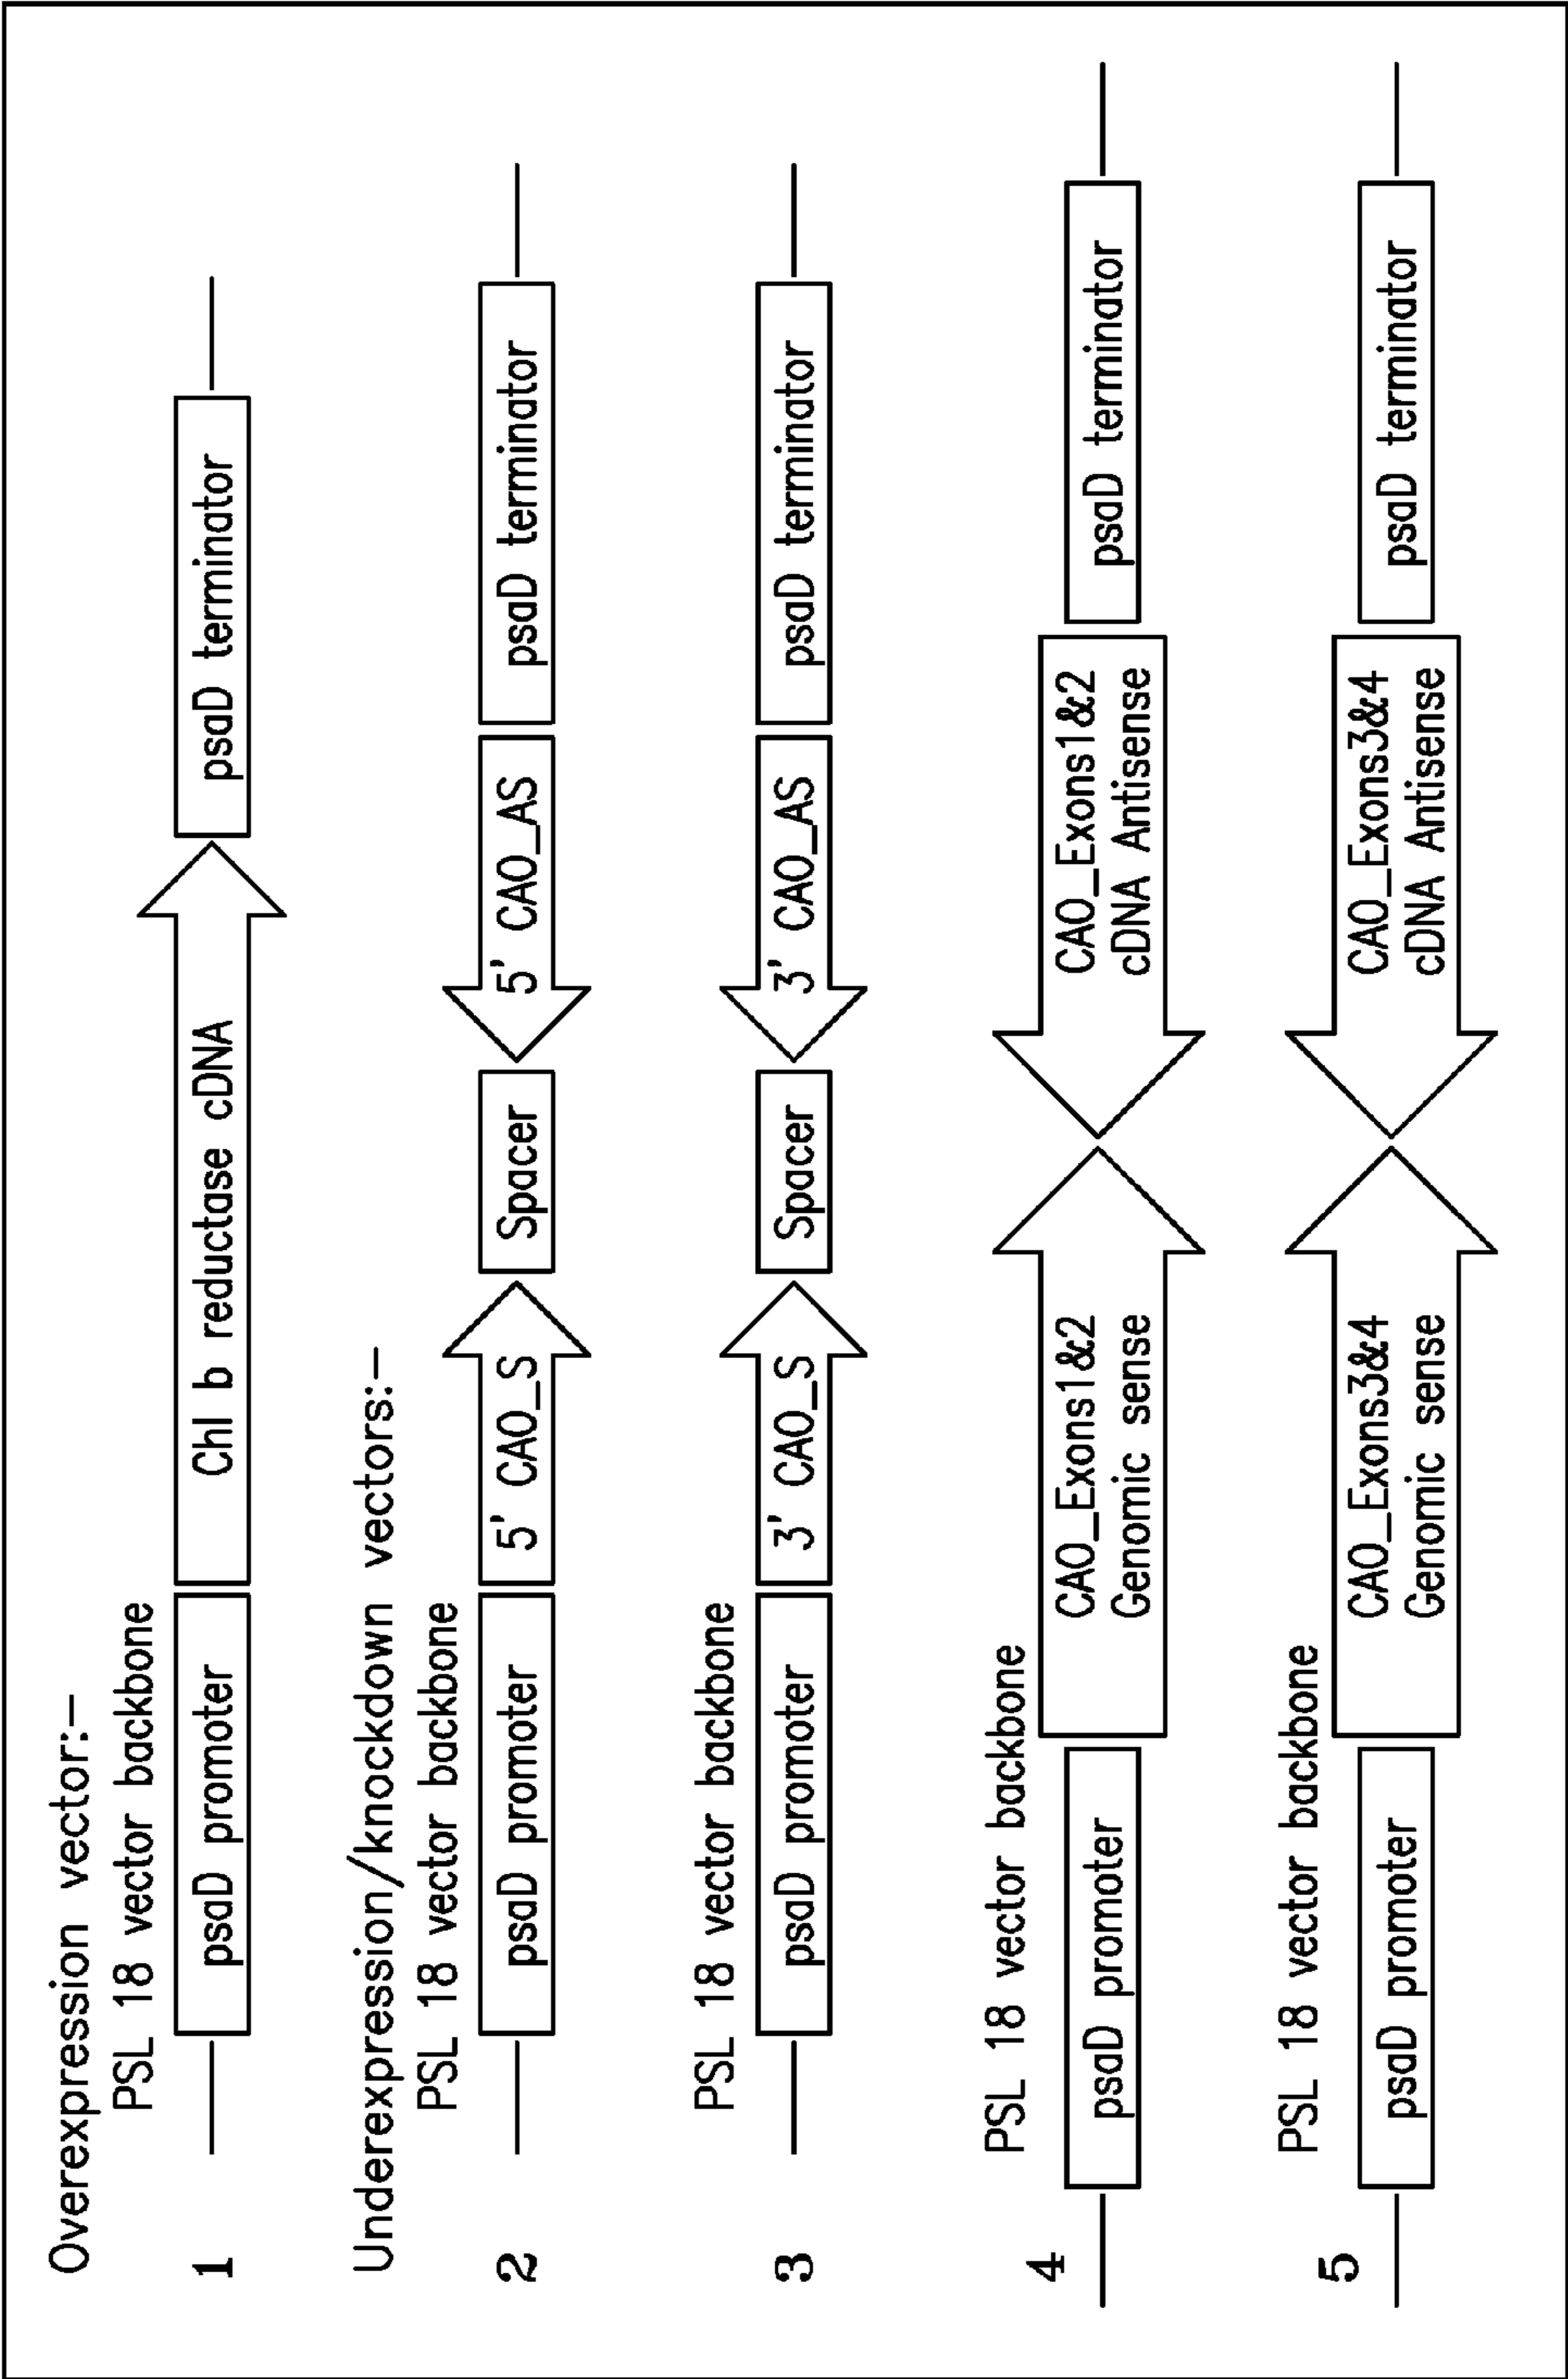 Overexpression vector:-
PSL 18 vector backbone
1 psaD promoter Chl b reductase cDNA psaD terminator
Underexpression/knockdown vectors:-
PSL 18 vector backbone
2 psaD promoter 5' CAO_S Spacer 5' CAO_AS psaD terminator
PSL 18 vector backbone
3 psaD promoter 3' CAO_S Spacer 3' CAO_AS psaD terminator
PSL 18 vector backbone
4 psaD promoter
CAO_Exons1&2
Genomic sense
CAO_Exons1&2
cDNA Antisense
psaD terminator
PSL 18 vector backbone
5 psaD promoter
CAO_Exons3&4
Genomic sense
CAO_Exons3&4
cDNA Antisense
psaD terminator